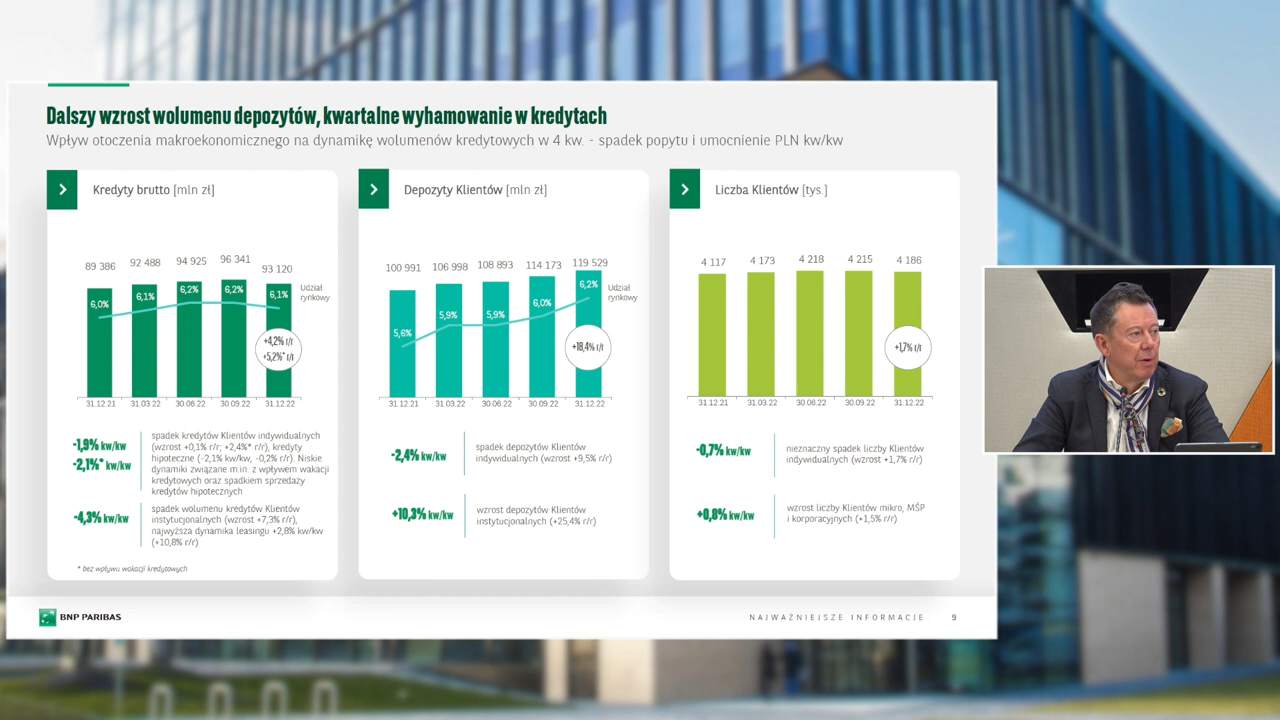 Dalszy wzrost wolumenu depozytów, kwartalne wyhamowanie w kredytach
Wpływ otoczenia makroekonomicznego na dynamikę wolumenów kredytowych w 4 kw. - spadek popytu i umocnienie PLN kw/kw
Kredyty brutto [mln zł]
89 386
92 488
94 925
96 341
93 120
6,0%
6,1%
6,2%
6,2%
6,1%
Udział
rynkowy
+4,2% r/r
+5,2%* r/r
31.12.21
31.03.22
30.06.22
30.09.22
31.12.22
-1,9% kw/kw
-2,1%* kw/kw
spadek kredytów Klientów indywidualnych
(wzrost +0,1% r/r; +2,4%* r/r), kredyty
hipoteczne (-2,1% kw/kw, -0,2% r/r). Niskie
dynamiki związane m.in. z wpływem wakacji
kredytowych oraz spadkiem sprzedaży
kredytów hipotecznych
-4,3% kw/kw
spadek wolumenu kredytów Klientów
instytucjonalnych (wzrost +7,3% r/r),
najwyższa dynamika leasingu +2,8% kw/kw
(+10,8% r/r)
* bez wpływu wakacji kredytowych
Depozyty Klientów [mln zł]
100 991
106 998
108 893
114 173
119 529
5,6%
5,9%
5,9%
6,0%
6,2%
Udział
rynkowy
+18,4% r/r
31.12.21
31.03.22
30.06.22
30.09.22
31.12.22
-2,4% kw/kw
spadek depozytów Klientów
indywidualnych (wzrost +9,5% r/r)
+10,3% kw/kw
wzrost depozytów Klientów
instytucjonalnych (+25,4% r/r)
Liczba Klientów [tys.]
4 117
4 173
4 218
4 215
4 186
+1,7% r/r
31.12.21
31.03.22
30.06.22
30.09.22
31.12.22
-0,7% kw/kw
nieznaczny spadek liczby Klientów
indywidualnych (wzrost +1,7% r/r)
+0,8% kw/kw
wzrost liczby Klientów mikro, MŚP
i korporacyjnych (+1,5% r/r)
BNP PARIBAS
NAJWAŻNIEJSZE INFORMACJE
9